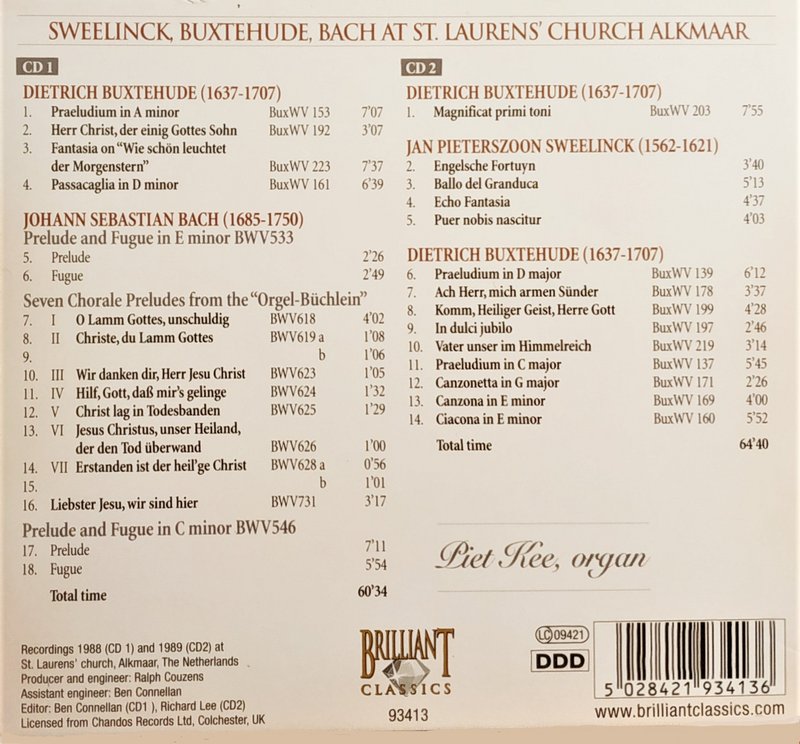 SWEELINCK, BUXTEHUDE, BACH AT ST. LAURENS' CHURCH ALKMAAR
CD 1
DIETRICH BUXTEHUDE (1637-1707)
1. Praeludium in A minor BuxWV 153 7'07
2. Herr Christ, der einig Gottes Sohn BuxWV 192 3'07
3. Fantasia on "Wie schön leuchtet
der Morgenstern" BuxWV 223 7'37
4. Passacaglia in D minor BuxWV 161 6'39
JOHANN SEBASTIAN BACH (1685-1750)
Prelude and Fugue in E minor BWV533
5. Prelude 2'26
6. Fugue 2'49
Seven Chorale Preludes from the "Orgel-Büchlein"
7. I O Lamm Gottes, unschuldig BWV618 4'02
8. II Christe, du Lamm Gottes BWV619 a 1'08
9. b 1'06
10. III Wir danken dir, Herr Jesu Christ BWV623 1'05
11. IV Hilf, Gott, daß mir's gelinge BWV624 1'32
12. V Christ lag in Todesbanden BWV625 1'29
13. VI Jesus Christus, unser Heiland,
der den Tod überwand BWV626 1'00
14. VII Erstanden ist der heil'ge Christ BWV628 a 0'56
15. b 1'01
16. Liebster Jesu, wir sind hier BWV731 3'17
Prelude and Fugue in C minor BWV546
17. Prelude 7'11
18. Fugue 5'54
Total time 60'34
CD 2
DIETRICH BUXTEHUDE (1637-1707)
1. Magnificat primi toni BuxWV 203 7'55
JAN PIETERSZOON SWEELINCK (1562-1621)
2. Engelsche Fortuyn 3'40
3. Ballo del Granduca 5'13
4. Echo Fantasia 4'37
5. Puer nobis nascitur 4'03
DIETRICH BUXTEHUDE (1637-1707)
6. Praeludium in D major BuxWV 139 6'12
7. Ach Herr, mich armen Sünder BuxWV 178 3'37
8. Komm, Heiliger Geist, Herre Gott BuxWV 199 4'28
9. In dulci jubilo BuxWV 197 2'46
10. Vater unser im Himmelreich BuxWV 219 3'14
11. Praeludium in C major BuxWV 137 5'45
12. Canzonetta in G major BuxWV 171 2'26
13. Canzona in E minor BuxWV 169 4'00
14. Ciacona in E minor BuxWV 160 5'52
Total time 64'40
Piet Kee, organ
Recordings 1988 (CD 1) and 1989 (CD2) at
St. Laurens' church, Alkmaar, The Netherlands
Producer and engineer: Ralph Couzens
Assistant engineer: Ben Connellan
Editor: Ben Connellan (CD1 ), Richard Lee (CD2)
Licensed from Chandos Records Ltd, Colchester, UK
BRILLIANT
CLASSICS
93413
LC 09421
DDD
5 028421 934136
www.brilliantclassics.com